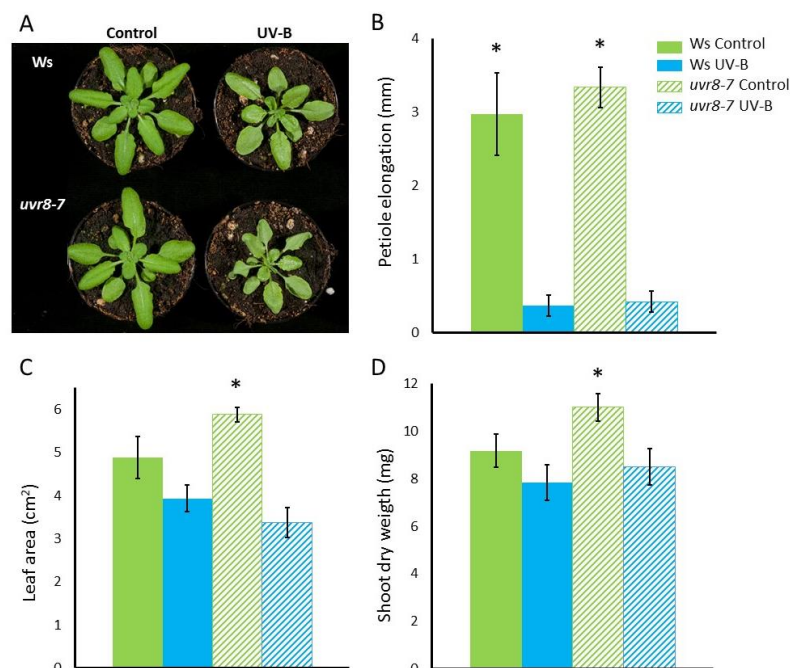 A
Control UV-B
Ws
uvr8-7
B
Petiole elongation (mm)
4
3
2
1
0
* *
Ws Control
Ws UV-B
uvr8-7 Control
uvr8-7 UV-B
C
Leaf area (cm²)
6
5
4
3
2
1
0
*
D
Shoot dry weigth (mg)
12
10
8
6
4
2
0
*